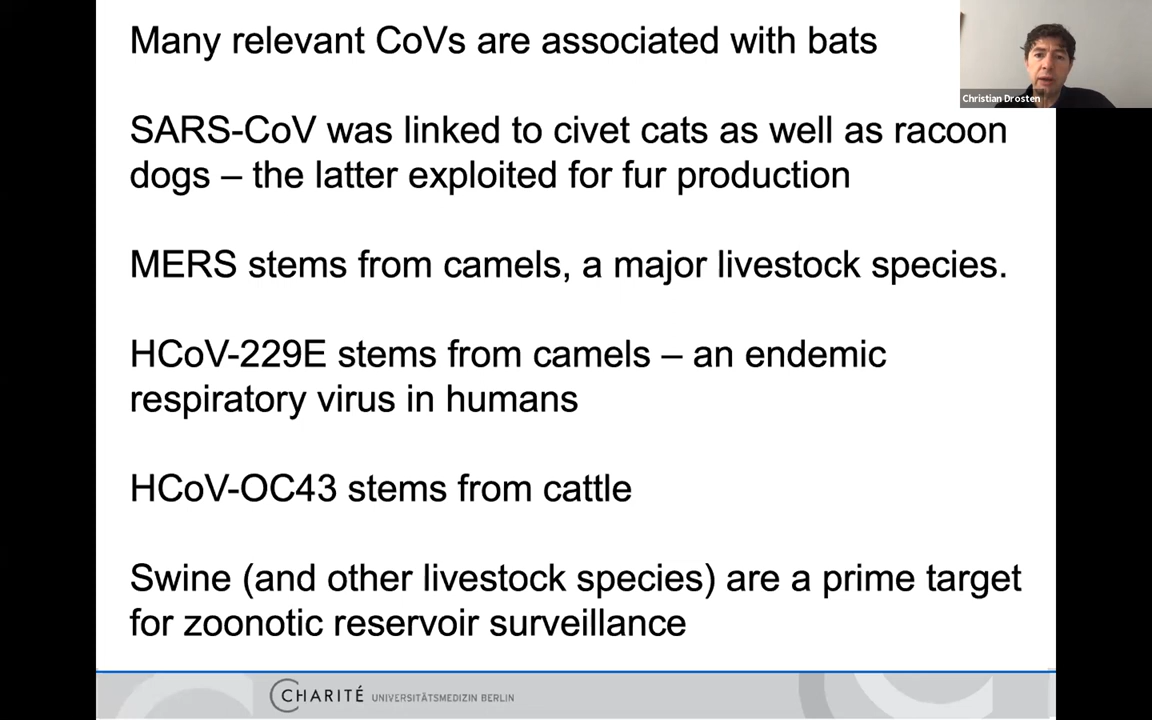 Many relevant CoVs are associated with bats
Christian Drosten
SARS-CoV was linked to civet cats as well as racoon
dogs – the latter exploited for fur production
MERS stems from camels, a major livestock species.
HCoV-229E stems from camels – an endemic
respiratory virus in humans
HCoV-OC43 stems from cattle
Swine (and other livestock species) are a prime target
for zoonotic reservoir surveillance
CHARITÉ UNIVERSITÄTSMEDIZIN BERLIN